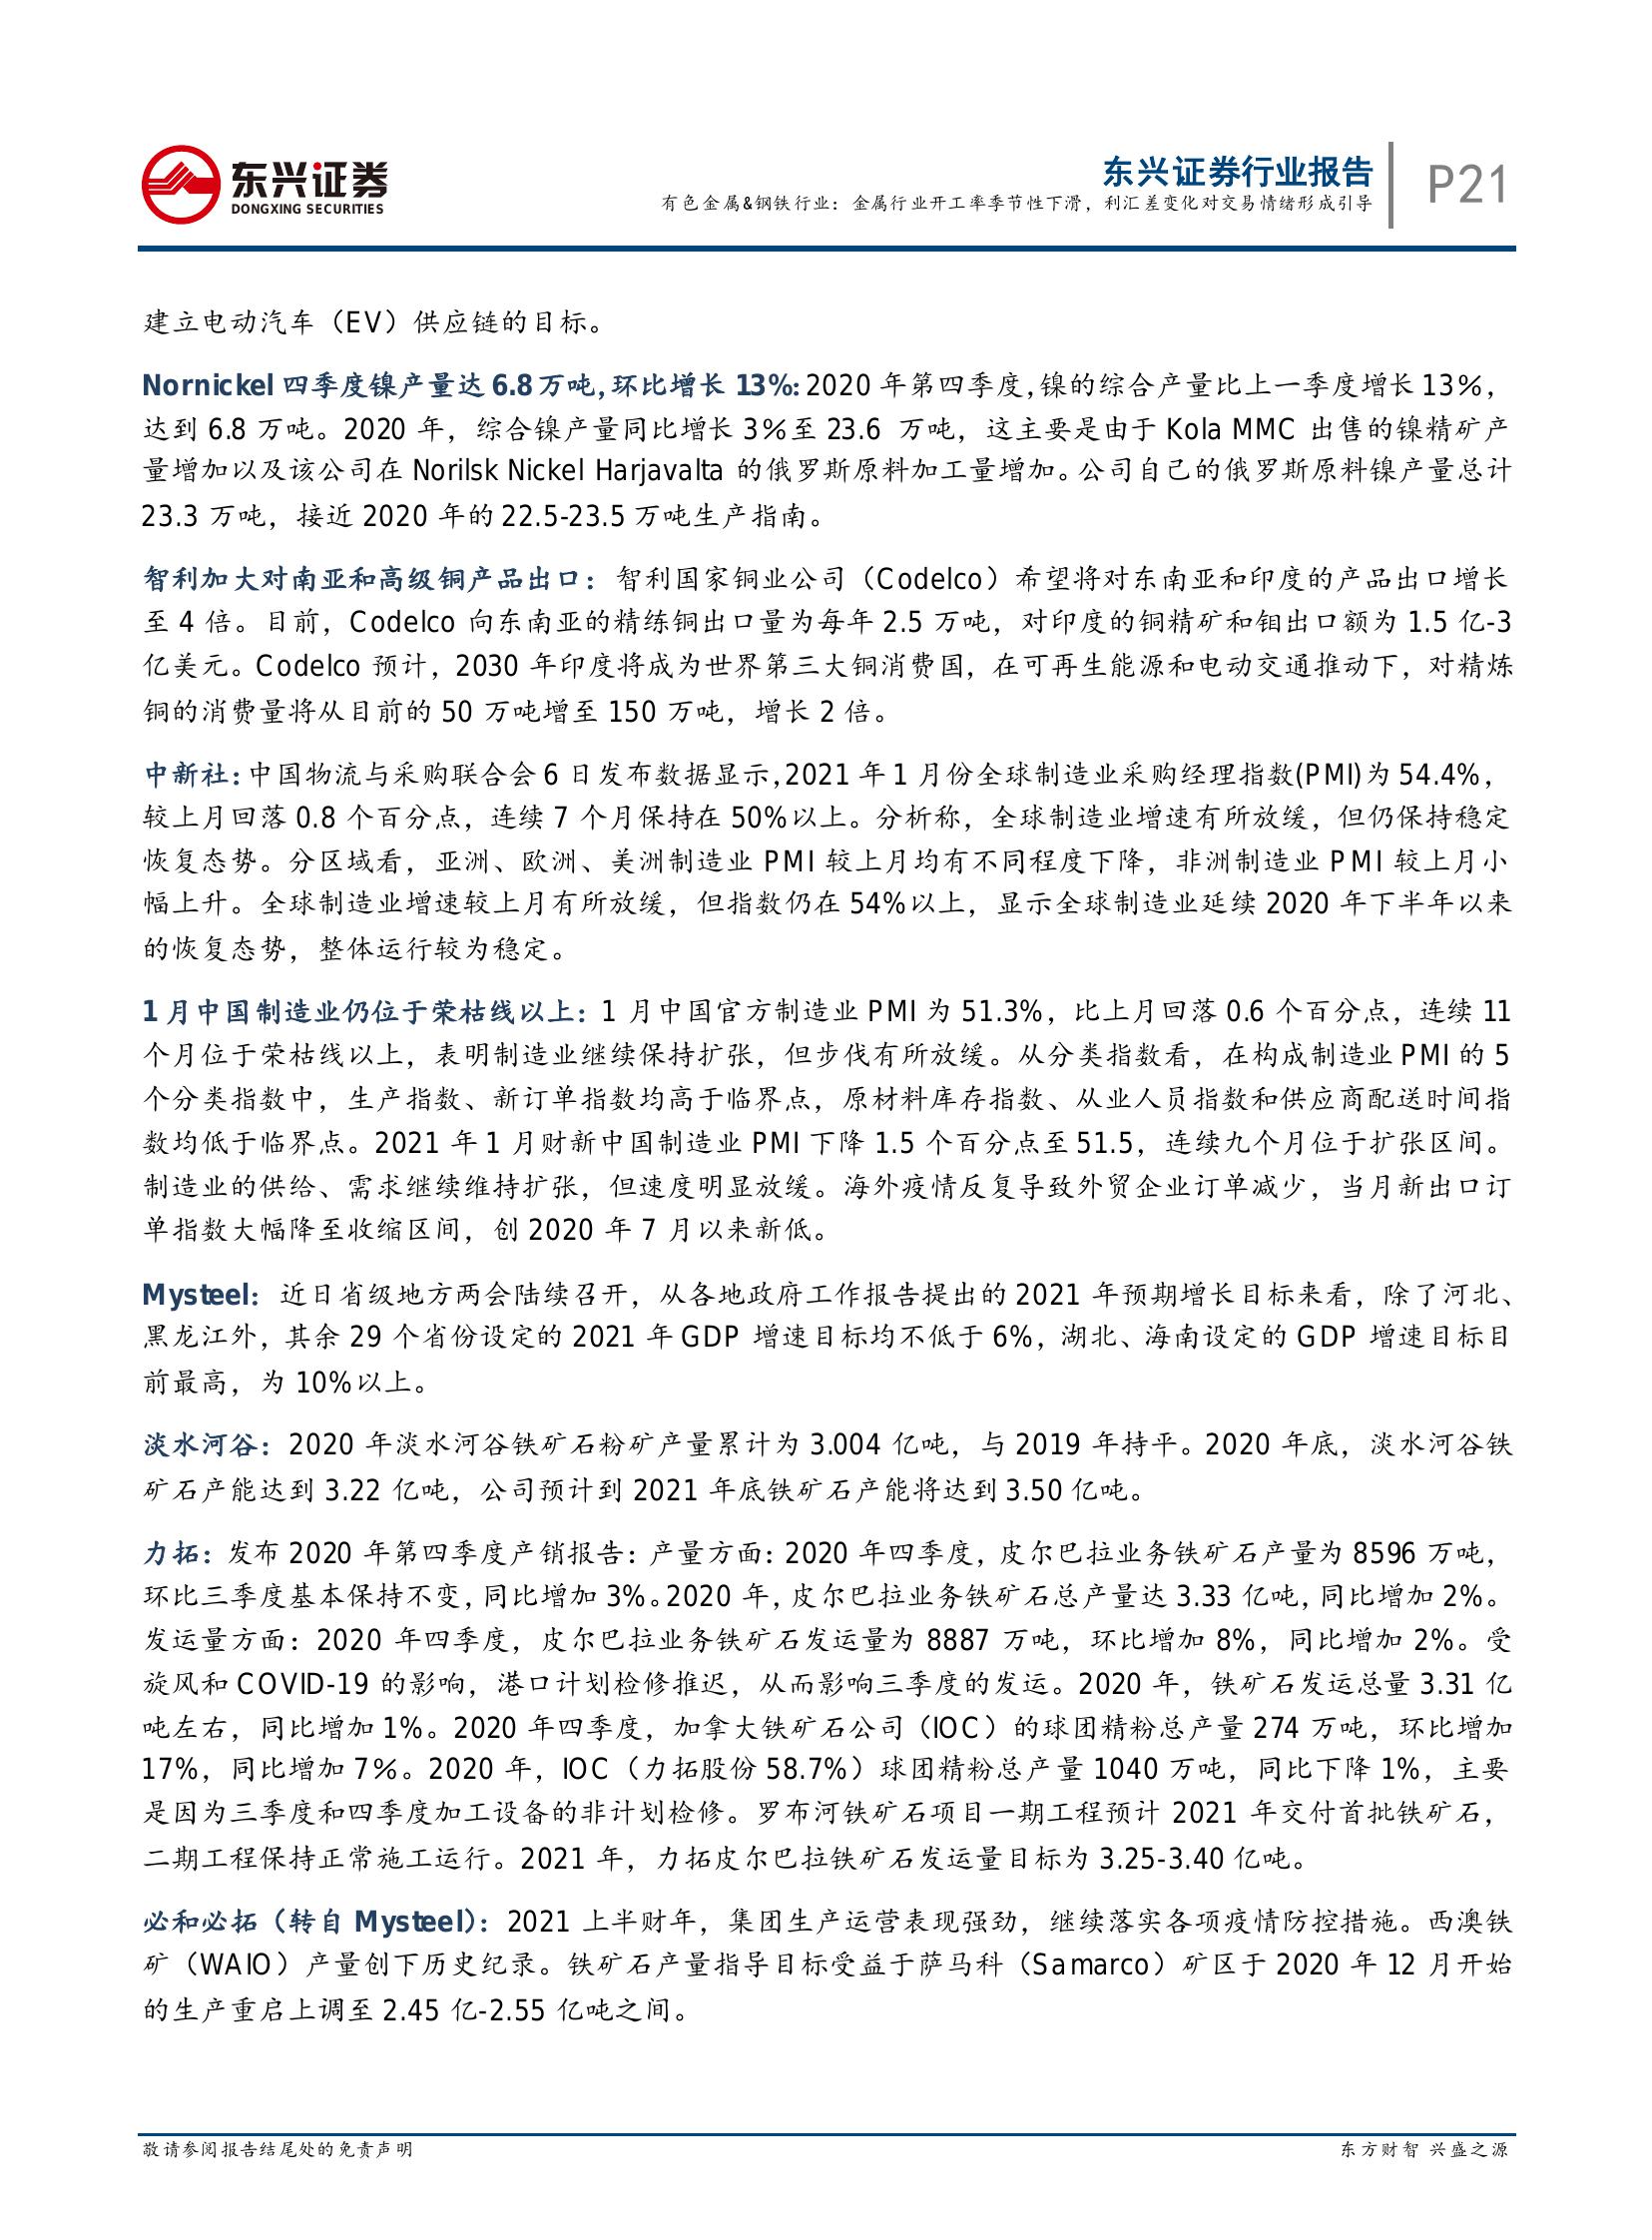 东兴证券
DONGXING SECURITIES
东兴证券行业报告
有色金属&钢铁行业：金属行业开工率季节性下滑，利汇差变化对交易情绪形成引导
P21
建立电动汽车（EV）供应链的目标。
Nornickel 四季度镍产量达 6.8 万吨,环比增长 13%:2020 年第四季度,镍的综合产量比上一季度增长 13%，
达到 6.8 万吨。2020 年，综合镍产量同比增长 3%至 23.6 万吨，这主要是由于 Kola MMC 出售的镍精矿产
量增加以及该公司在 Norilsk Nickel Harjavalta 的俄罗斯原料加工量增加。公司自己的俄罗斯原料镍产量总计
23.3 万吨，接近 2020 年的 22.5-23.5 万吨生产指南。
智利加大对南亚和高级铜产品出口：智利国家铜业公司（Codelco）希望将对东南亚和印度的产品出口增长
至 4 倍。目前，Codelco 向东南亚的精练铜出口量为每年 2.5 万吨，对印度的铜精矿和钼出口额为 1.5 亿-3
亿美元。Codelco 预计，2030 年印度将成为世界第三大铜消费国，在可再生能源和电动交通推动下，对精炼
铜的消费量将从目前的 50 万吨增至 150 万吨，增长 2 倍。
中新社:中国物流与采购联合会 6 日发布数据显示,2021 年 1 月份全球制造业采购经理指数(PMI)为 54.4%，
较上月回落 0.8 个百分点，连续 7 个月保持在 50%以上。分析称，全球制造业增速有所放缓，但仍保持稳定
恢复态势。分区域看，亚洲、欧洲、美洲制造业 PMI 较上月均有不同程度下降，非洲制造业 PMI 较上月小
幅上升。全球制造业增速较上月有所放缓，但指数仍在 54%以上，显示全球制造业延续 2020 年下半年以来
的恢复态势，整体运行较为稳定。
1 月中国制造业仍位于荣枯线以上：1 月中国官方制造业 PMI 为 51.3%，比上月回落 0.6 个百分点，连续 11
个月位于荣枯线以上，表明制造业继续保持扩张，但步伐有所放缓。从分类指数看，在构成制造业 PMI 的 5
个分类指数中，生产指数、新订单指数均高于临界点，原材料库存指数、从业人员指数和供应商配送时间指
数均低于临界点。2021 年 1 月财新中国制造业 PMI 下降 1.5 个百分点至 51.5，连续九个月位于扩张区间。
制造业的供给、需求继续维持扩张，但速度明显放缓。海外疫情反复导致外贸企业订单减少，当月新出口订
单指数大幅降至收缩区间，创 2020 年 7 月以来新低。
Mysteel：近日省级地方两会陆续召开，从各地政府工作报告提出的 2021 年预期增长目标来看，除了河北、
黑龙江外，其余 29 个省份设定的 2021 年 GDP 增速目标均不低于 6%，湖北、海南设定的 GDP 增速目标目
前最高，为 10%以上。
淡水河谷：2020 年淡水河谷铁矿石粉矿产量累计为 3.004 亿吨，与 2019 年持平。2020 年底，淡水河谷铁
矿石产能达到 3.22 亿吨，公司预计到 2021 年底铁矿石产能将达到 3.50 亿吨。
力拓：发布 2020 年第四季度产销报告：产量方面：2020 年四季度，皮尔巴拉业务铁矿石产量为 8596 万吨，
环比三季度基本保持不变，同比增加 3%。2020 年，皮尔巴拉业务铁矿石总产量达 3.33 亿吨，同比增加 2%。
发运量方面：2020 年四季度，皮尔巴拉业务铁矿石发运量为 8887 万吨，环比增加 8%，同比增加 2%。受
旋风和 COVID-19 的影响，港口计划检修推迟，从而影响三季度的发运。2020 年，铁矿石发运总量 3.31 亿
吨左右，同比增加 1%。2020 年四季度，加拿大铁矿石公司（IOC）的球团精粉总产量 274 万吨，环比增加
17%，同比增加 7%。2020 年，IOC（力拓股份 58.7%）球团精粉总产量 1040 万吨，同比下降 1%，主要
是因为三季度和四季度加工设备的非计划检修。罗布河铁矿石项目一期工程预计 2021 年交付首批铁矿石，
二期工程保持正常施工运行。2021 年，力拓皮尔巴拉铁矿石发运量目标为 3.25-3.40 亿吨。
必和必拓（转自 Mysteel）：2021 上半财年，集团生产运营表现强劲，继续落实各项疫情防控措施。西澳铁
矿（WAIO）产量创下历史纪录。铁矿石产量指导目标受益于萨马科（Samarco）矿区于 2020 年 12 月开始
的生产重启上调至 2.45 亿-2.55 亿吨之间。
敬请参阅报告结尾处的免责声明
东方财智 兴盛之源